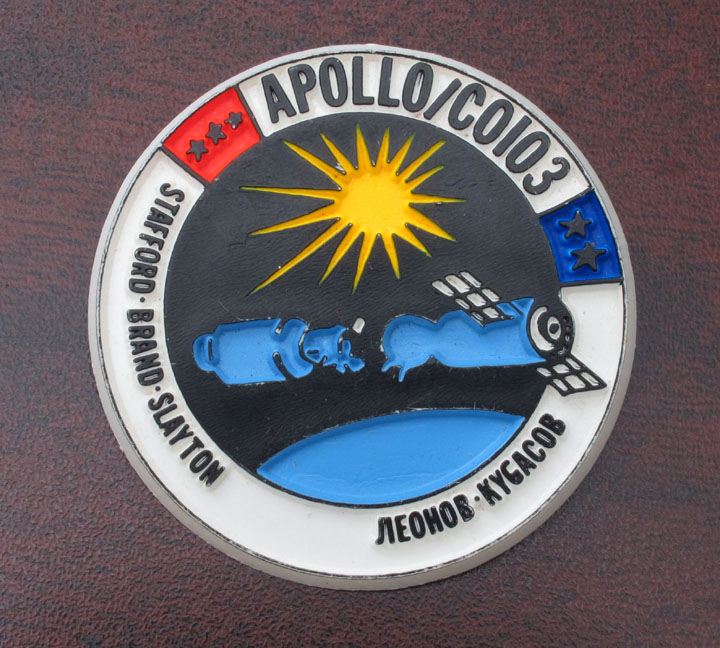 APOLLO/СОЮЗ
STAFFORD · BRAND · SLAYTON
ЛЕОНОВ · КУБАСОВ